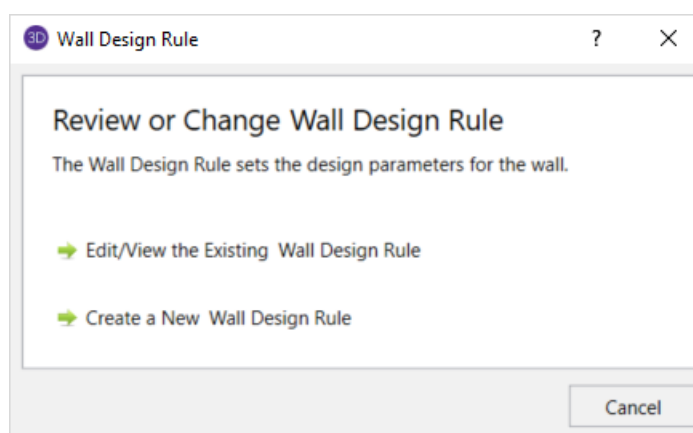 3D Wall Design Rule ?
Review or Change Wall Design Rule
The Wall Design Rule sets the design parameters for the wall.
Edit/View the Existing Wall Design Rule
Create a New Wall Design Rule
Cancel